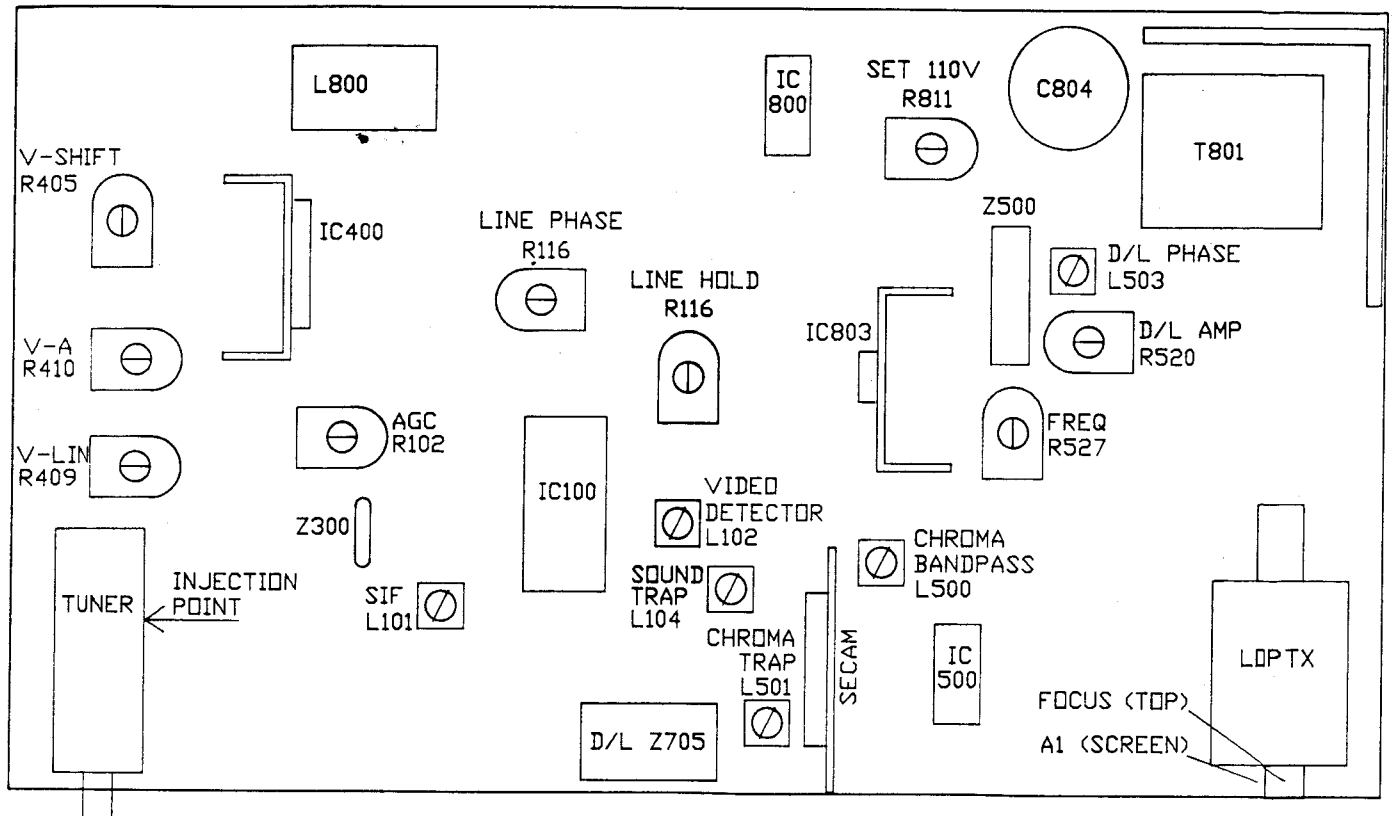 L800
IC
800
SET 110V
R811
C804
T801
V-SHIFT
R405
IC400
LINE PHASE
R116
LINE HOLD
R116
Z500
D/L PHASE
L503
IC803
D/L AMP
R520
V-A
R410
AGC
R102
FREQ
R527
V-LIN
R409
IC100
VIDEO
DETECTOR
L102
Z300
CHROMA
BANDPASS
L500
TUNER
INJECTION
POINT
SIF
L101
SOUND
TRAP
L104
CHROMA
TRAP
L501
SECAM
IC
500
LOPTX
D/L Z705
FOCUS (TOP)
A1 (SCREEN)